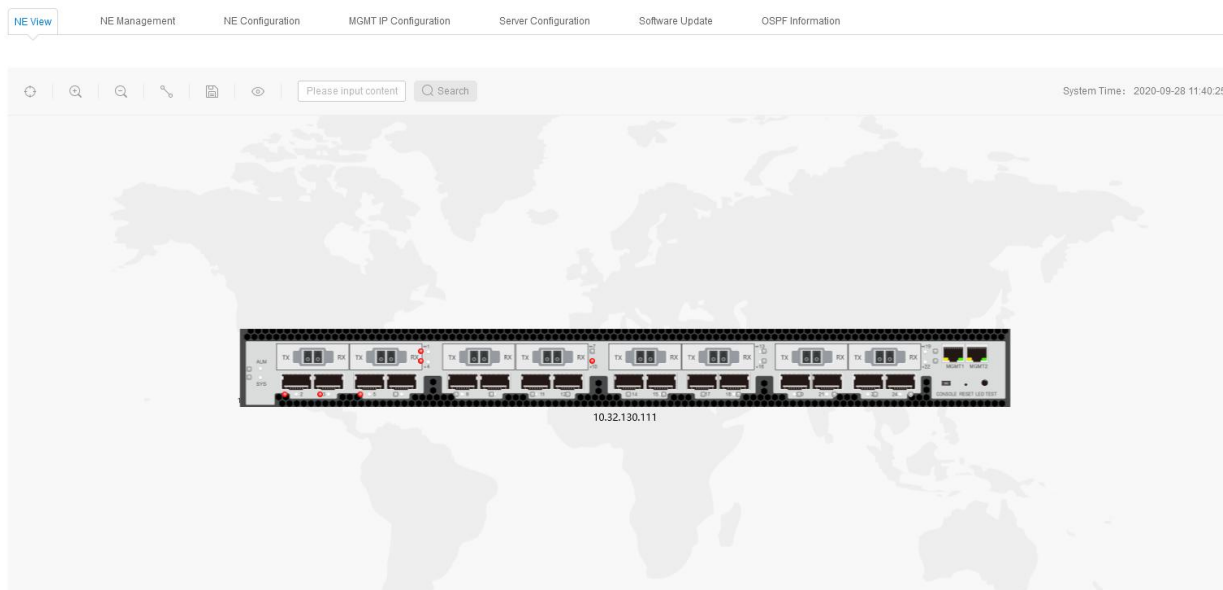 NE View NE Management NE Configuration MGMT IP Configuration Server Configuration Software Update OSPF Information
Please input content Search System Time: 2020-09-28 11:40:25
TX RX TX RX TX RX TX RX TX RX TX RX TX RX TX RX
ALM
SYS
MGMT1 MGMT2
CONSOLE RESET LED TEST
10.32.130.111